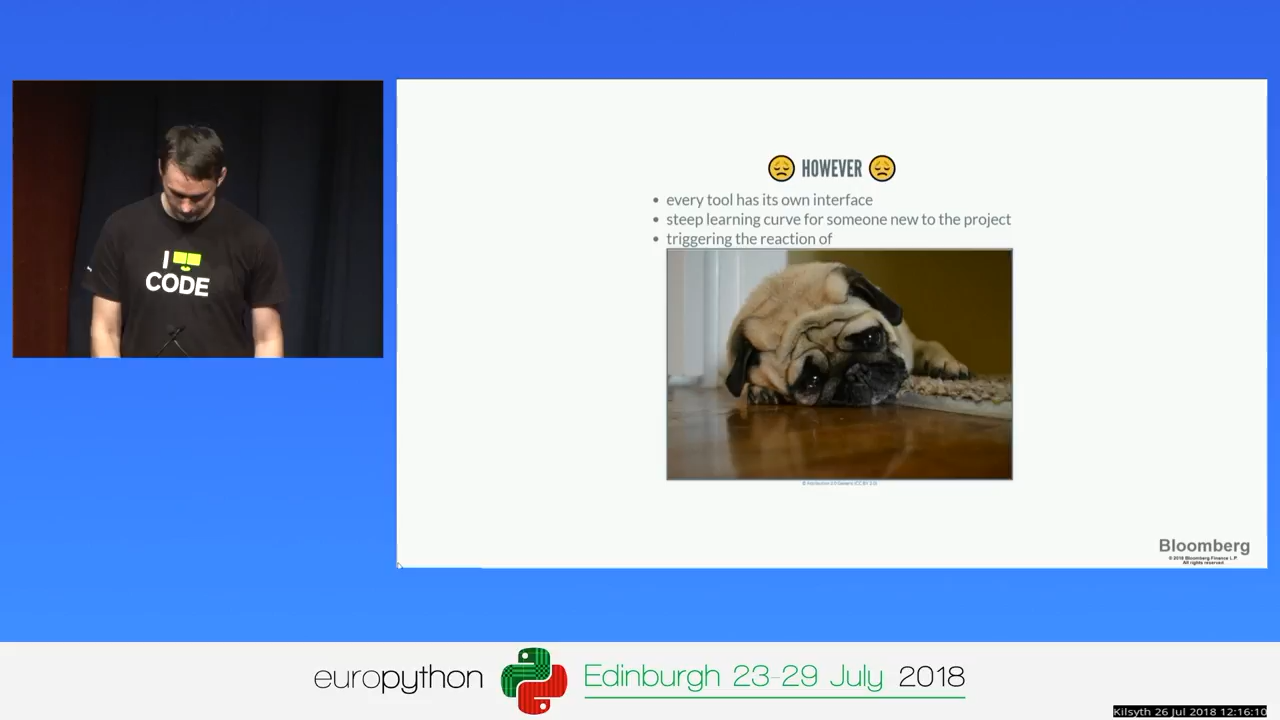 I
CODE
HOWEVER
• every tool has its own interface
• steep learning curve for someone new to the project
• triggering the reaction of
Bloomberg
© 2018 Bloomberg Finance L.P.
All rights reserved
europython
Edinburgh 23-29 July 2018
Kilsyth 26 Jul 2018 12:16:10